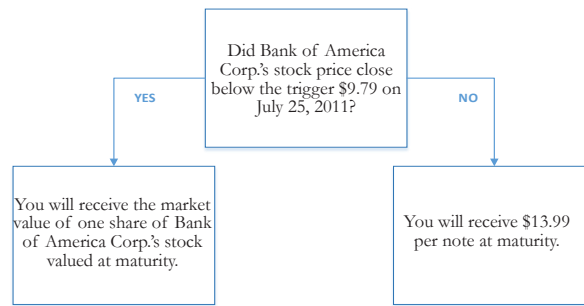 Did Bank of America
Corp.'s stock price close
below the trigger $9.79 on
July 25, 2011?
YES
NO
You will receive the market
value of one share of Bank
of America Corp.'s stock
valued at maturity.
You will receive $13.99
per note at maturity.